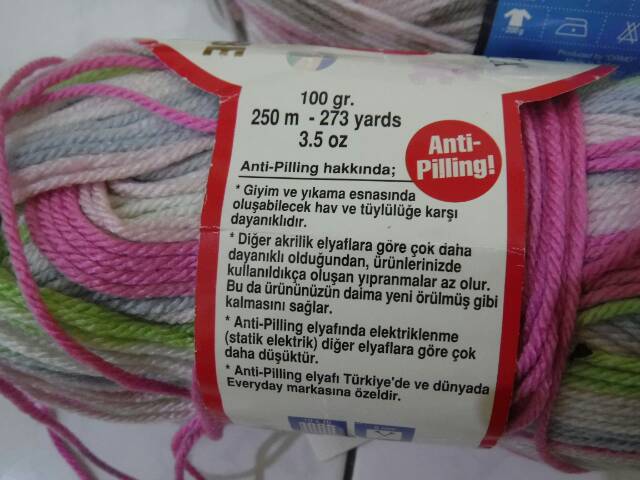 DE
100 gr.
250 m - 273 yards
3.5 oz
Anti-
Pilling!
Anti-Pilling hakkında;
* Giyim ve yıkama esnasında
oluşabilecek hav ve tüylülüğe karşı
dayanıklıdır.
* Diğer akrilik elyaflara göre çok daha
dayanıklı olduğundan, ürünlerinizde
kullanıldıkça oluşan yıpranmalar az olur.
Bu da ürününüzün daima yeni örülmüş gibi
kalmasını sağlar.
* Anti-Pilling elyafında elektriklenme
(statik elektrik) diğer elyaflara göre çok
daha düşüktür.
* Anti-Pilling elyafı Türkiye'de ve dünyada
Everyday markasına özeldir.